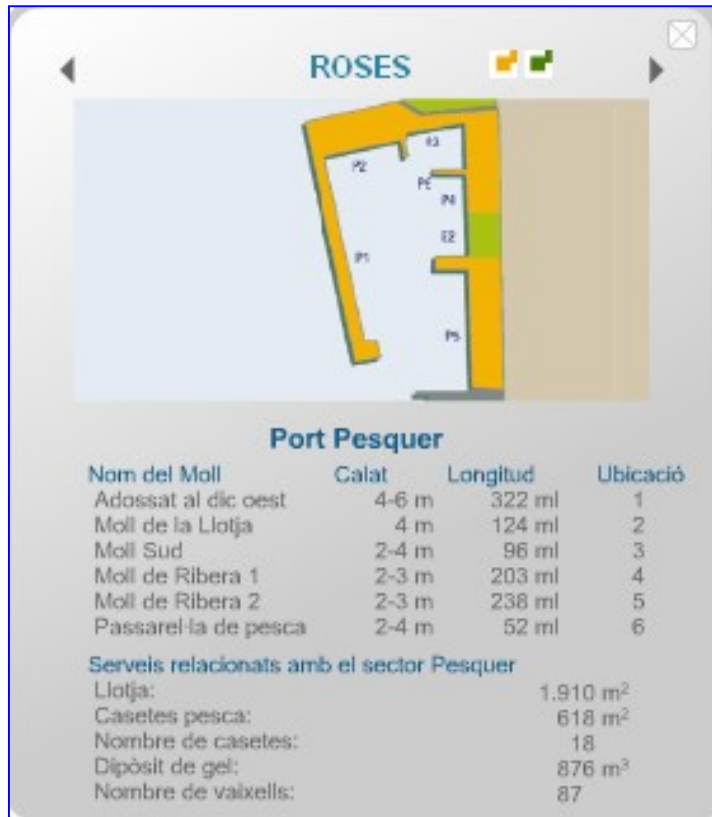 ROSES
E3
P2
P6
P4
E2
P1
P5
Port Pesquer
Nom del Moll Calat Longitud Ubicació
Adossat al dic oest 4-6 m 322 ml 1
Moll de la Llotja 4 m 124 ml 2
Moll Sud 2-4 m 96 ml 3
Moll de Ribera 1 2-3 m 203 ml 4
Moll de Ribera 2 2-3 m 238 ml 5
Passarel·la de pesca 2-4 m 52 ml 6
Serveis relacionats amb el sector Pesquer
Llotja: 1.910 m²
Casetes pesca: 618 m²
Nombre de casetes: 18
Dipòsit de gel: 876 m³
Nombre de vaixells: 87